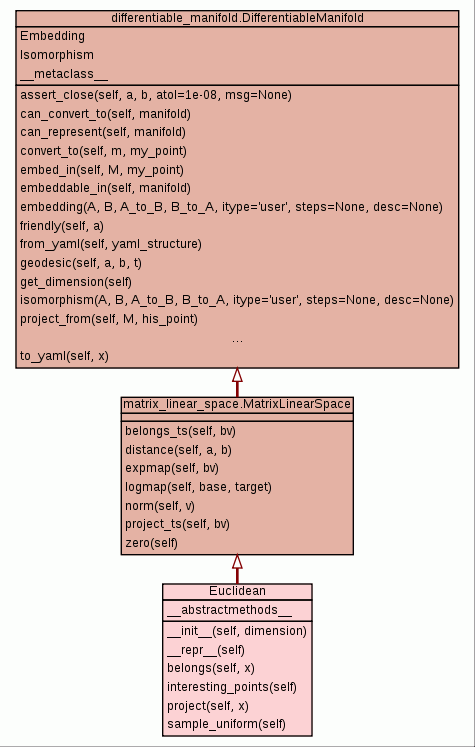 differentiable_manifold.DifferentiableManifold
Embedding
Isomorphism
__metaclass__
assert_close(self, a, b, atol=1e-08, msg=None)
can_convert_to(self, manifold)
can_represent(self, manifold)
convert_to(self, m, my_point)
embed_in(self, M, my_point)
embeddable_in(self, manifold)
embedding(A, B, A_to_B, B_to_A, itype='user', steps=None, desc=None)
friendly(self, a)
from_yaml(self, yaml_structure)
geodesic(self, a, b, t)
get_dimension(self)
isomorphism(A, B, A_to_B, B_to_A, itype='user', steps=None, desc=None)
project_from(self, M, his_point)
...
to_yaml(self, x)
matrix_linear_space.MatrixLinearSpace
belongs_ts(self, bv)
distance(self, a, b)
expmap(self, bv)
logmap(self, base, target)
norm(self, v)
project_ts(self, bv)
zero(self)
Euclidean
__abstractmethods__
__init__(self, dimension)
__repr__(self)
belongs(self, x)
interesting_points(self)
project(self, x)
sample_uniform(self)